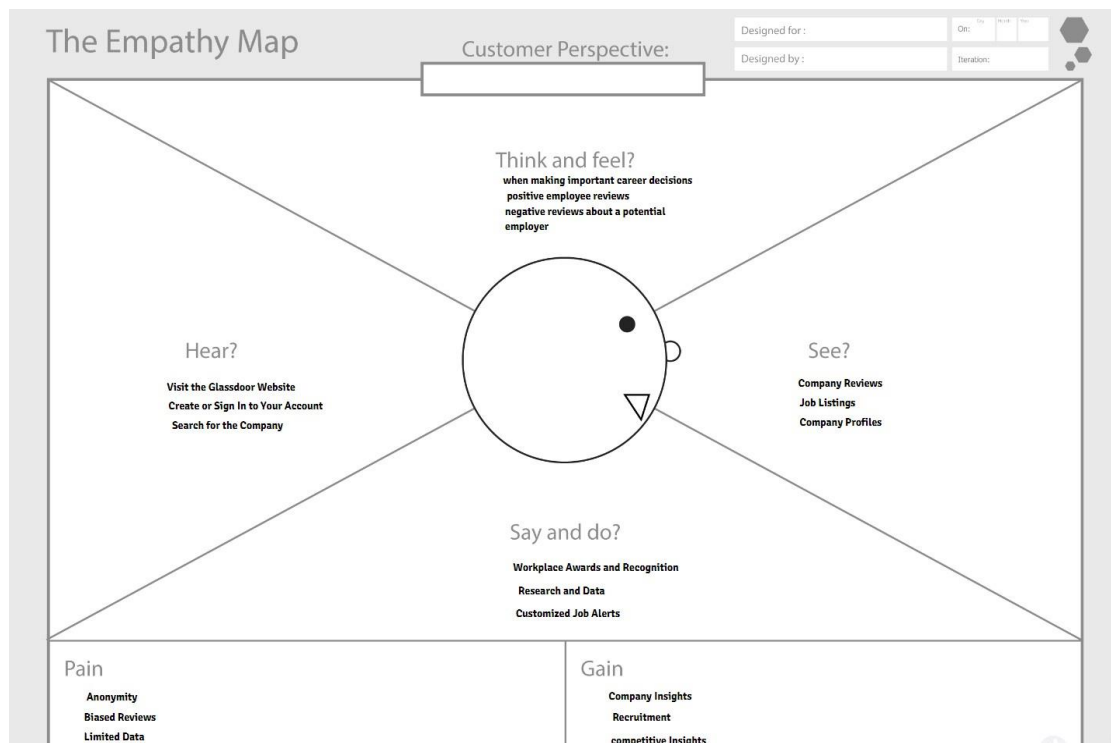 The Empathy Map
Customer Perspective:
Designed for :
On:
Designed by :
Iteration:
Think and feel?
when making important career decisions
positive employee reviews
negative reviews about a potential
employer
Hear?
Visit the Glassdoor Website
Create or Sign In to Your Account
Search for the Company
See?
Company Reviews
Job Listings
Company Profiles
Say and do?
Workplace Awards and Recognition
Research and Data
Customized Job Alerts
Pain
Anonymity
Biased Reviews
Limited Data
Gain
Company Insights
Recruitment
competitive Insights